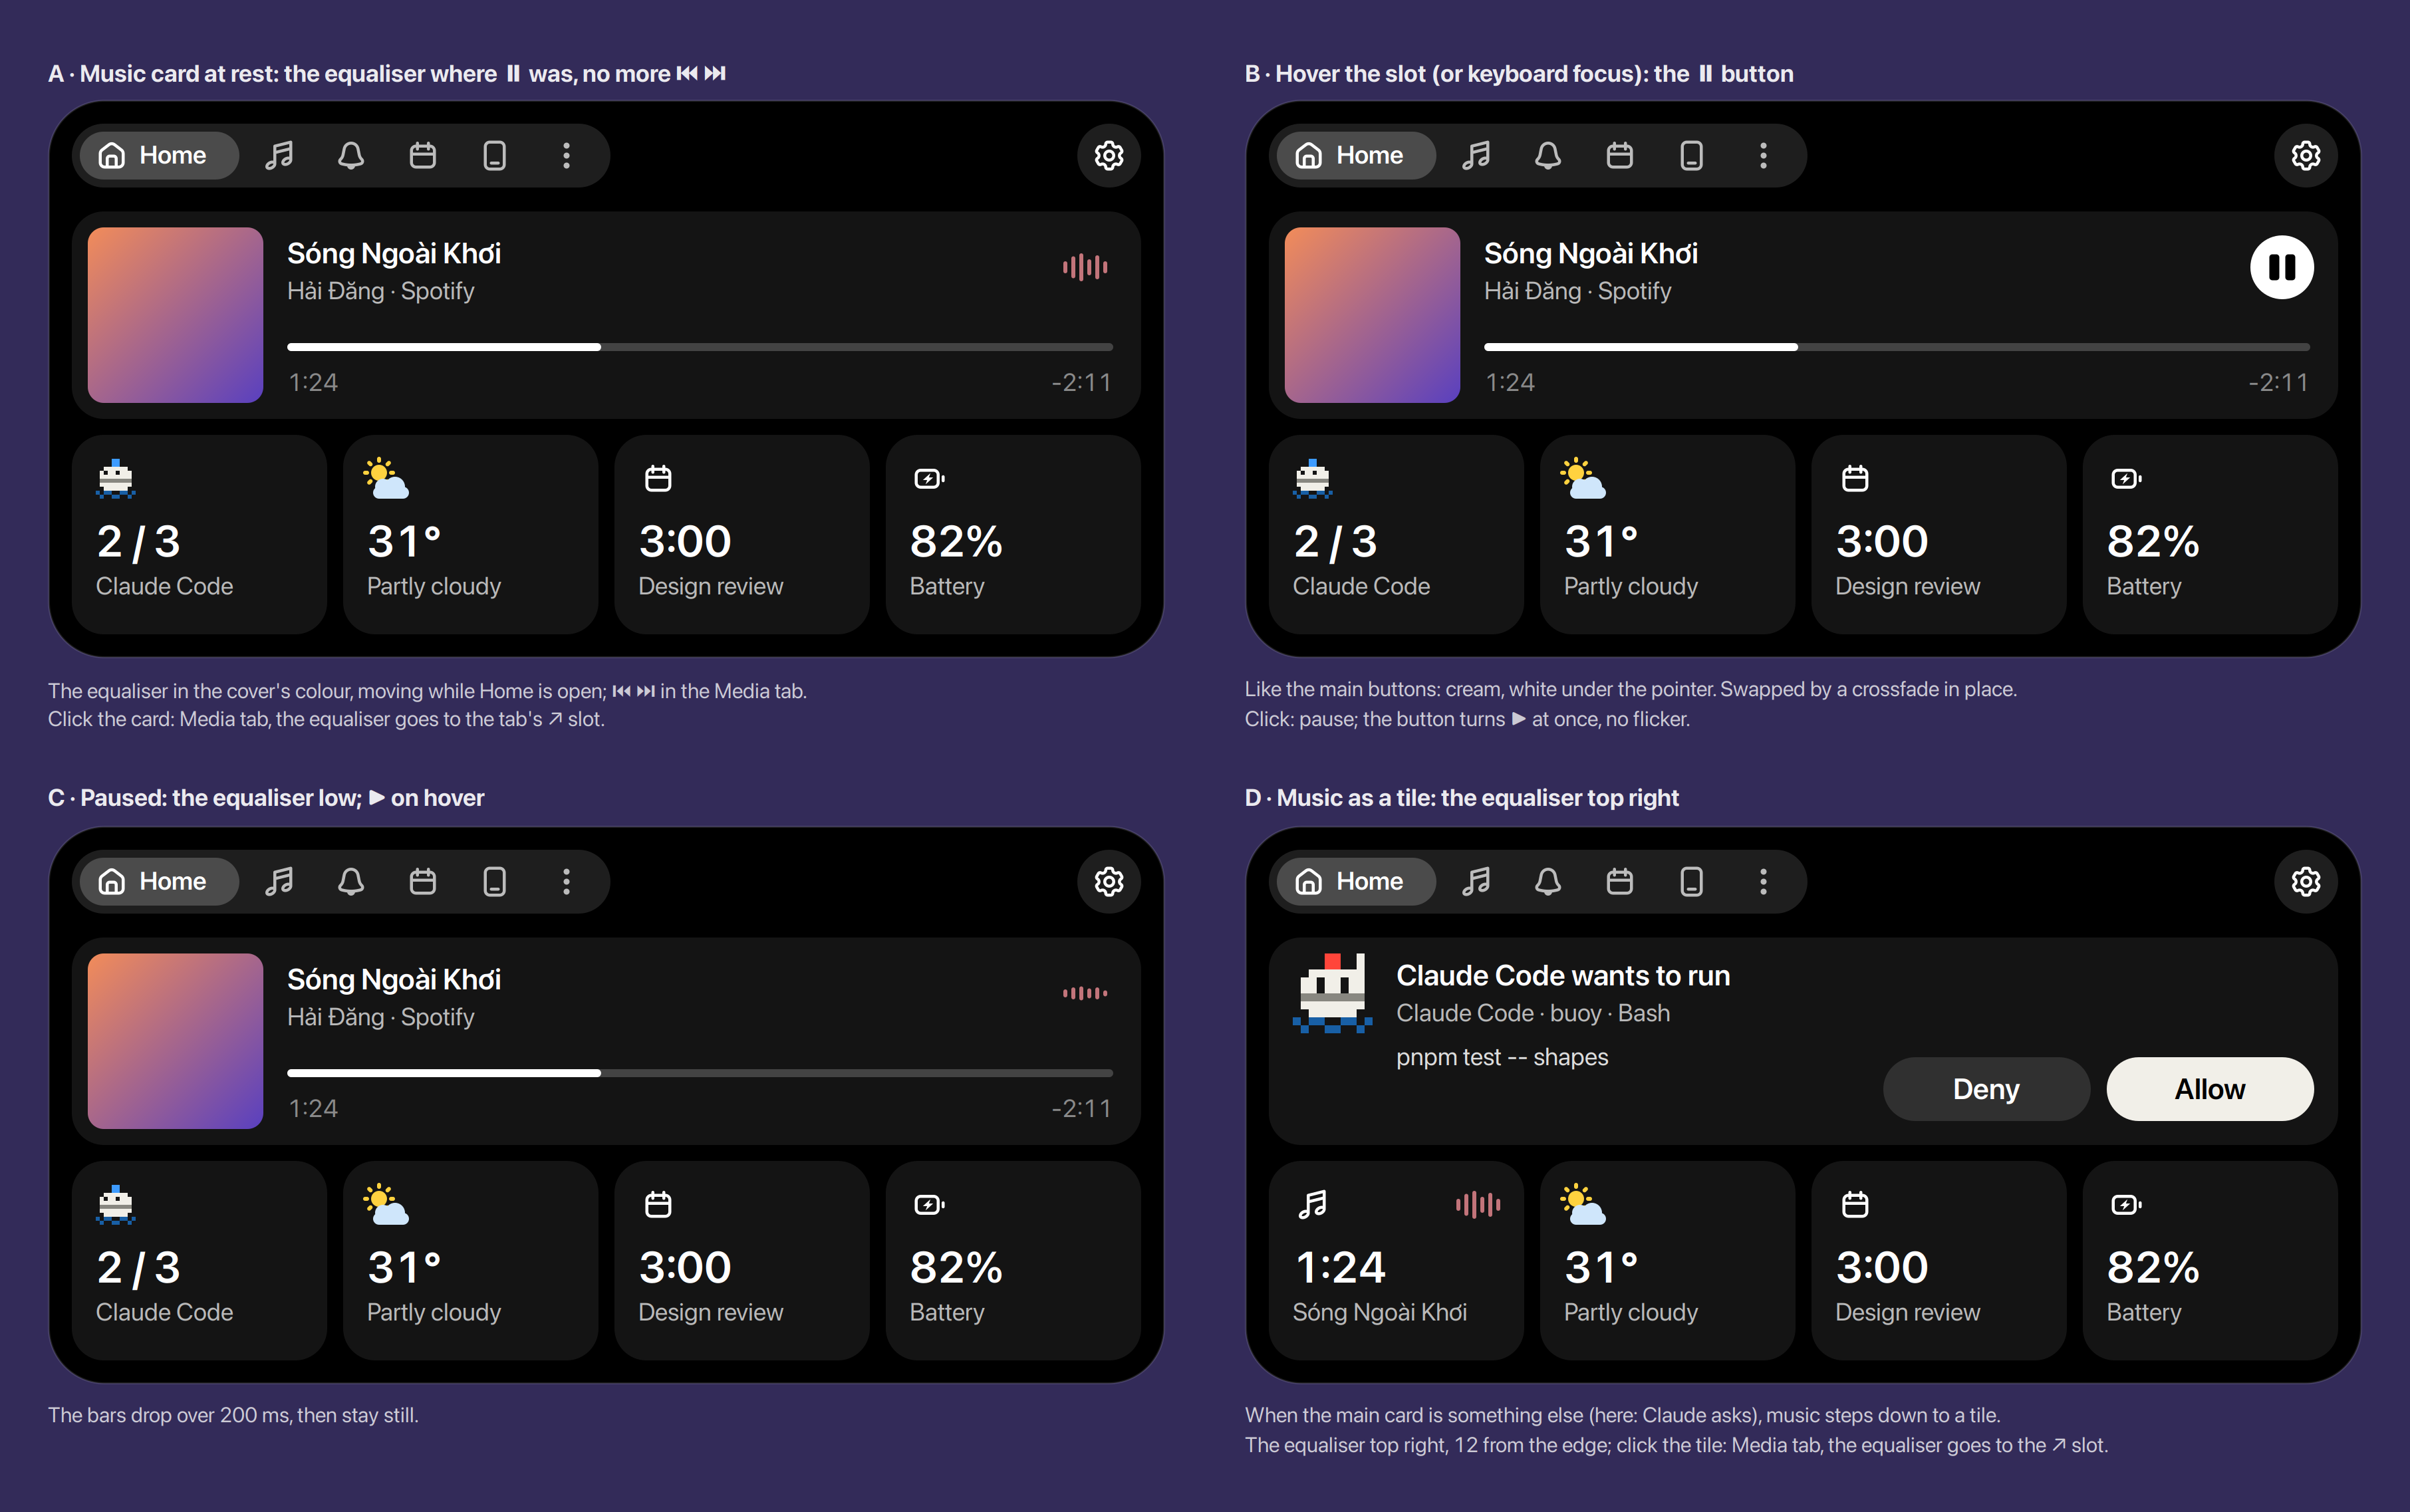 A · Music card at rest: the equaliser where ⏸ was, no more ⏮ ⏭
Home
Sóng Ngoài Khơi
Hải Đăng · Spotify
1:24
-2:11
2 / 3
Claude Code
31°
Partly cloudy
3:00
Design review
82%
Battery
The equaliser in the cover's colour, moving while Home is open; ⏮ ⏭ in the Media tab.
Click the card: Media tab, the equaliser goes to the tab's ↗ slot.
B · Hover the slot (or keyboard focus): the ⏸ button
Home
Sóng Ngoài Khơi
Hải Đăng · Spotify
1:24
-2:11
2 / 3
Claude Code
31°
Partly cloudy
3:00
Design review
82%
Battery
Like the main buttons: cream, white under the pointer. Swapped by a crossfade in place.
Click: pause; the button turns ▶ at once, no flicker.
C · Paused: the equaliser low; ▶ on hover
Home
Sóng Ngoài Khơi
Hải Đăng · Spotify
1:24
-2:11
2 / 3
Claude Code
31°
Partly cloudy
3:00
Design review
82%
Battery
The bars drop over 200 ms, then stay still.
D · Music as a tile: the equaliser top right
Home
Claude Code wants to run
Claude Code · buoy · Bash
pnpm test -- shapes
Deny
Allow
1:24
Sóng Ngoài Khơi
31°
Partly cloudy
3:00
Design review
82%
Battery
When the main card is something else (here: Claude asks), music steps down to a tile.
The equaliser top right, 12 from the edge; click the tile: Media tab, the equaliser goes to the ↗ slot.